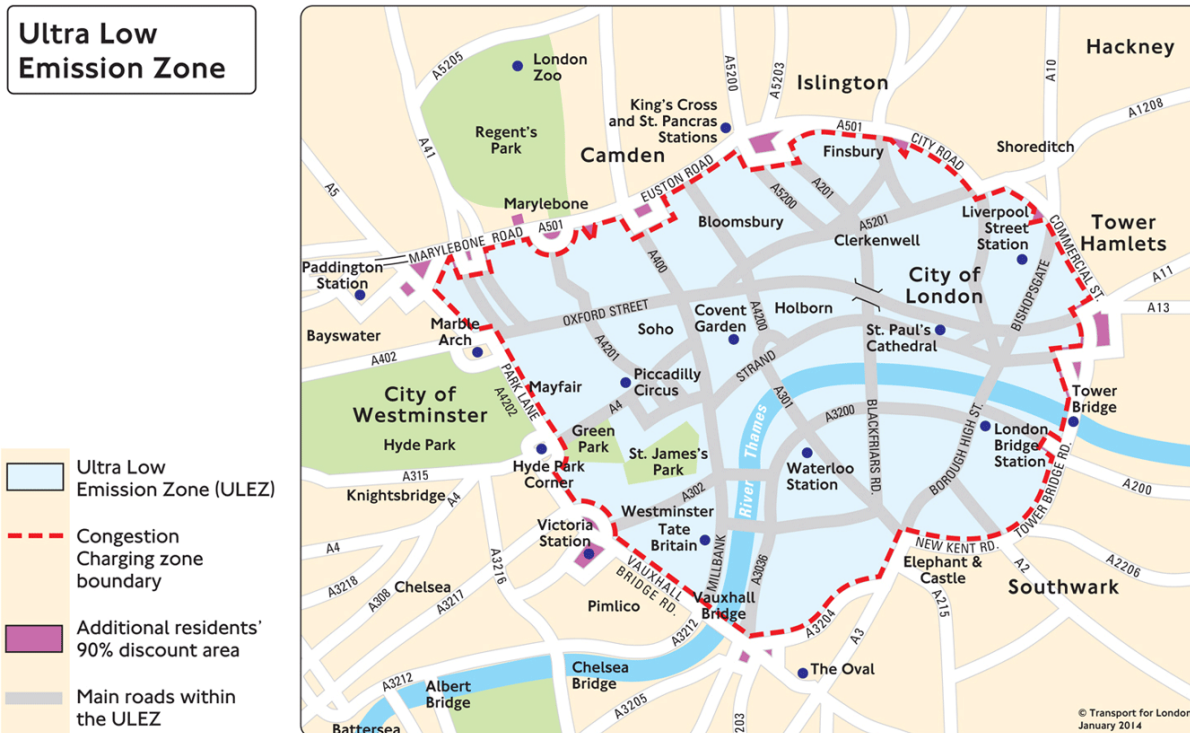 Ultra Low
Emission Zone
Hackney
A10
A1208
London
Zoo
A5205
A5200
A5203
Islington
King's Cross
and St. Pancras
Stations
A41
Regent's
Park
Camden
A501
Finsbury
CITY ROAD
Shoreditch
EUSTON ROAD
A5
Marylebone
A5200
A201
Bloomsbury
A5201
Liverpool
Street
Station
Tower
Hamlets
COMMERCIAL ST.
MARYLEBONE ROAD
A501
Clerkenwell
A400
Paddington
Station
City of
London
BISHOPSGATE
A11
A13
OXFORD STREET
Bayswater
Marble
Arch
Soho
Covent
Garden
A4200
Holborn
St. Paul's
Cathedral
A402
A4201
STRAND
PARK LANE
A4202
Mayfair
Piccadilly
Circus
City of
Westminster
Hyde Park
A4
A301
A3200
BLACKFRIARS RD.
Tower
Bridge
Green
Park
St. James's
Park
River Thames
BOROUGH HIGH ST.
London
Bridge
Station
Hyde Park
Corner
Waterloo
Station
A315
Knightsbridge
A4
A302
TOWER BRIDGE RD.
A200
Victoria
Station
Westminster
Tate
Britain
MILLBANK
A3036
NEW KENT RD.
Elephant &
Castle
A4
A3218
A308
Chelsea
A3217
A3216
VAUXHALL
BRIDGE RD.
Pimlico
Vauxhall
Bridge
A3212
A3204
A3
A215
A2
A2206
Southwark
The Oval
Chelsea
Bridge
A3212
Albert
Bridge
A3205
A203
Battersea
© Transport for London
January 2014
Ultra Low
Emission Zone (ULEZ)
Congestion
Charging zone
boundary
Additional residents'
90% discount area
Main roads within
the ULEZ